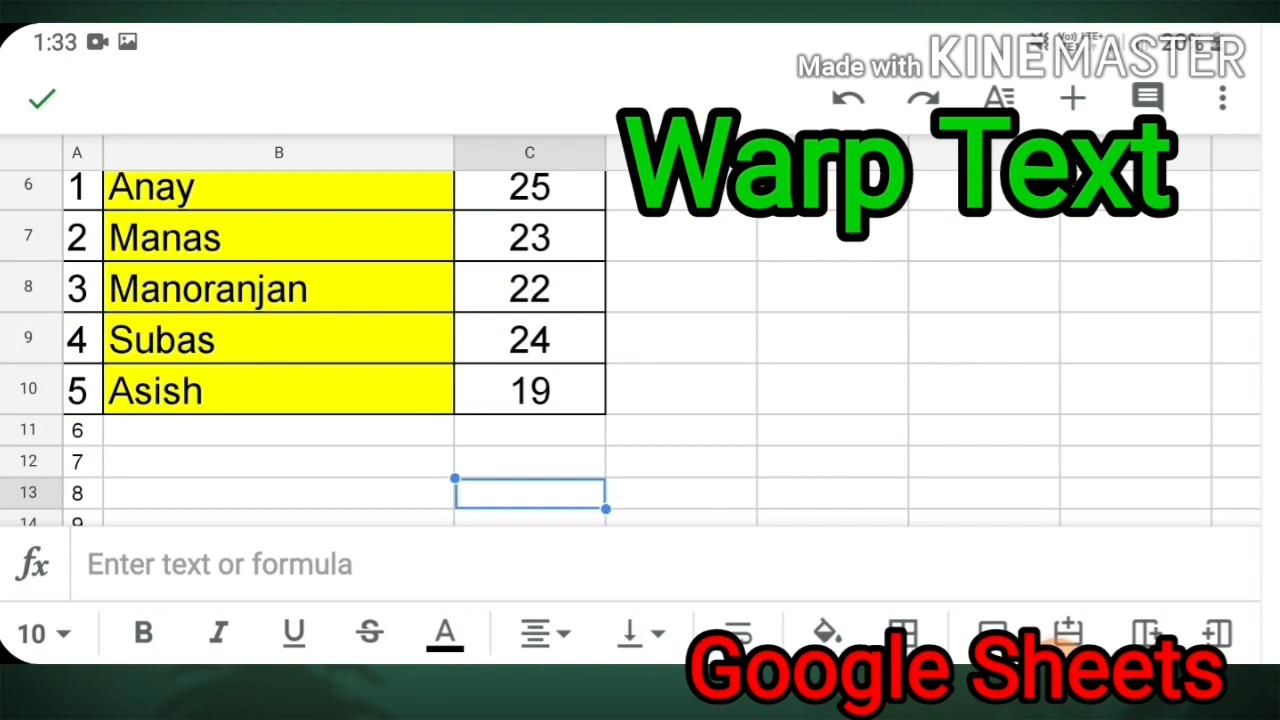 1:33
Made with KINEMASTER
Warp Text
A B C
6 1 Anay 25
7 2 Manas 23
8 3 Manoranjan 22
9 4 Subas 24
10 5 Asish 19
11 6
12 7
13 8
14 9
fx Enter text or formula
10 B I U S A
Google Sheets